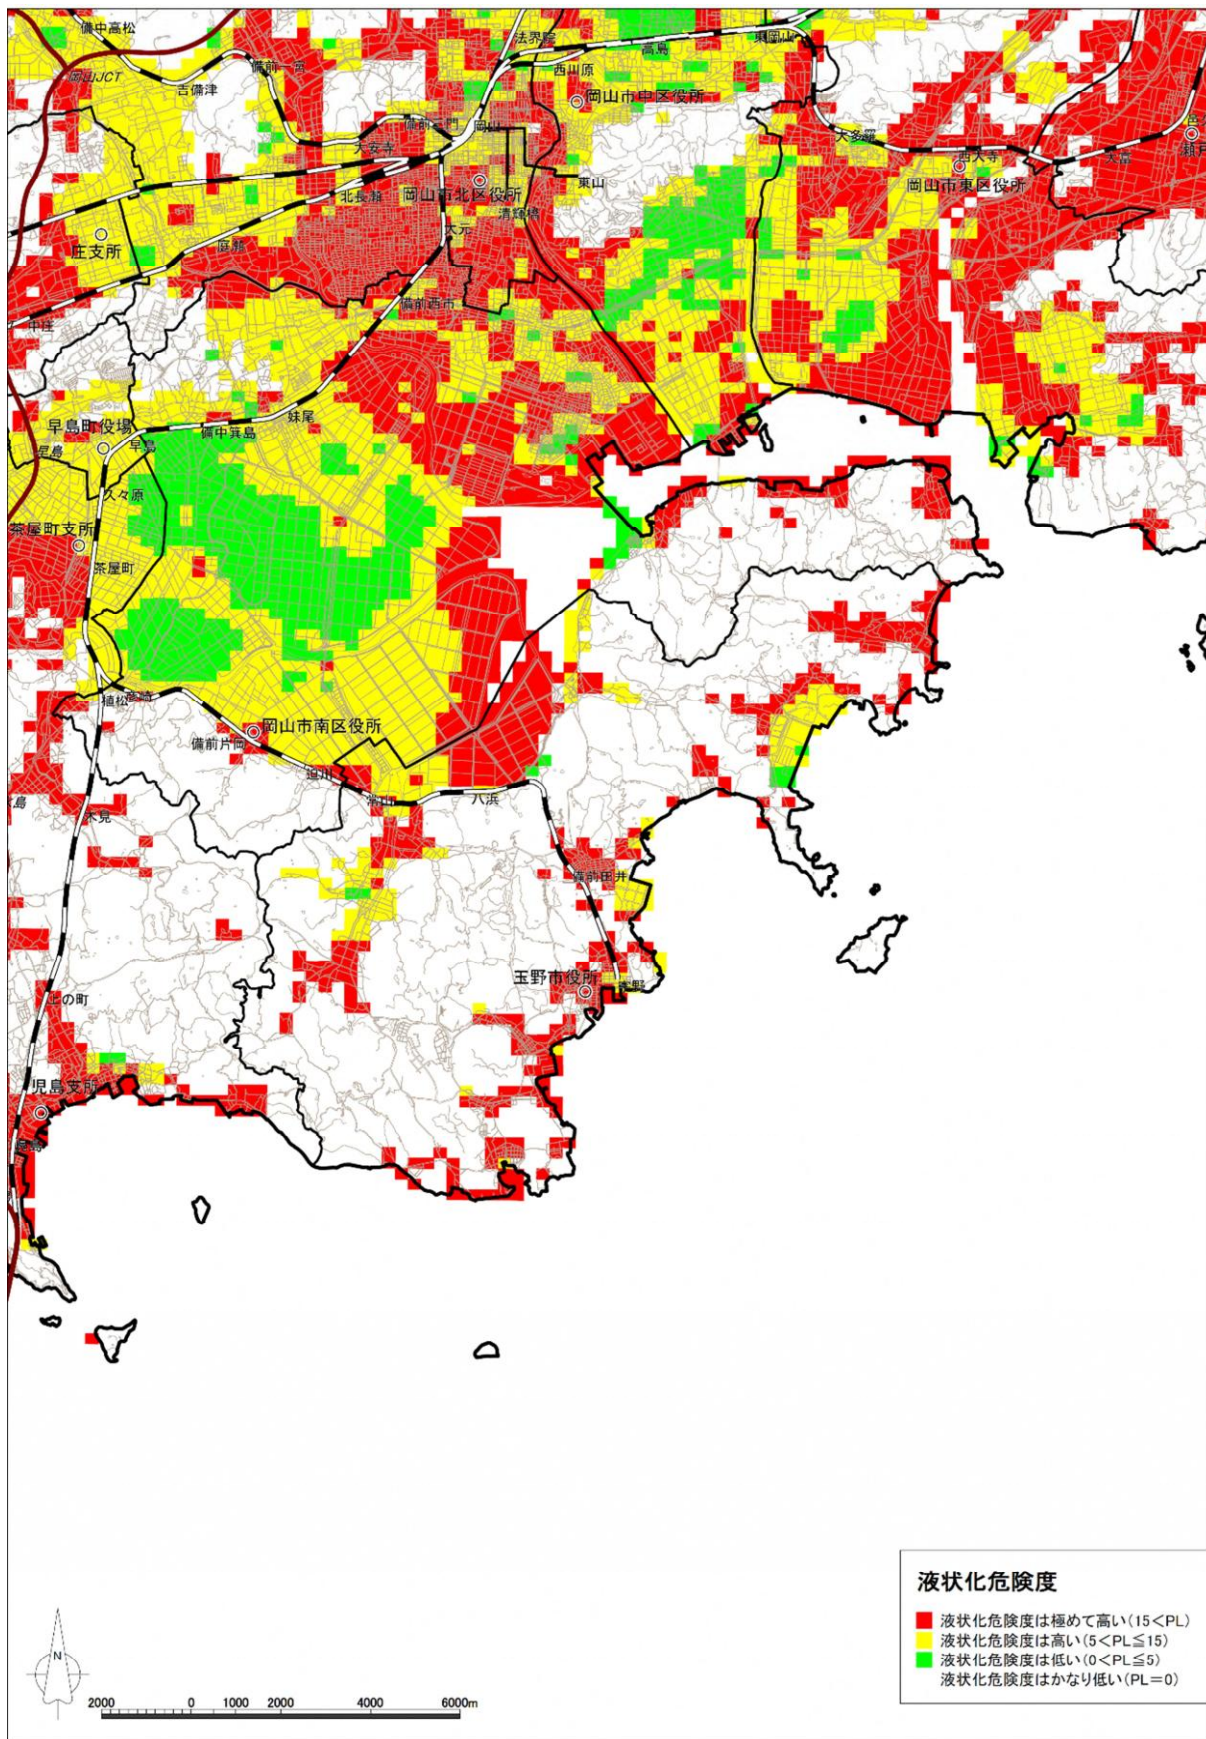 備中高松
法界院
東岡山
高島
備前一宮
西川原
岡山JCT
吉備津
岡山市中区役所
備前三門
岡山
大安寺
大多羅
西大寺
大富
東山
北長瀬
岡山市北区役所
岡山市東区役所
清輝橋
大元
庄支所
庭瀬
備前西市
中庄
妹尾
早島町役場
備中箕島
早島
早島
久々原
茶屋町支所
茶屋町
植松
彦崎
岡山市南区役所
備前片岡
迫川
常山
八浜
木見
備前田井
玉野市役所
宇野
上の町
児島支所
児島
液状化危険度
液状化危険度は極めて高い(15<PL)
液状化危険度は高い(5<PL≦15)
液状化危険度は低い(0<PL≦5)
液状化危険度はかなり低い(PL=0)
N
2000 0 1000 2000 4000 6000m